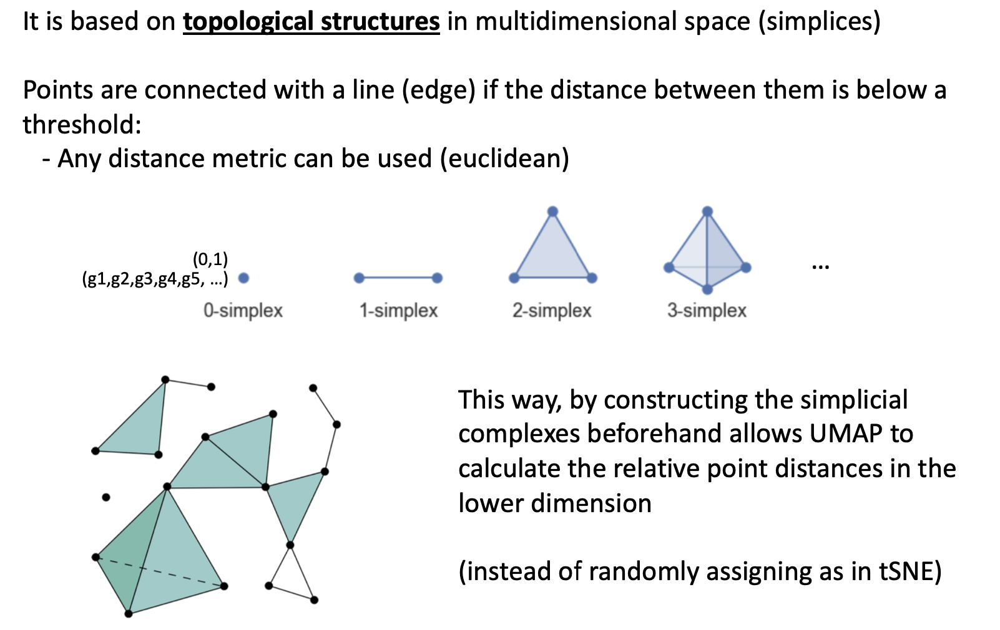 It is based on topological structures in multidimensional space (simplices)
Points are connected with a line (edge) if the distance between them is below a
threshold:
- Any distance metric can be used (euclidean)
(0,1)
(g1,g2,g3,g4,g5, ...)
...
0-simplex
1-simplex
2-simplex
3-simplex
This way, by constructing the simplicial
complexes beforehand allows UMAP to
calculate the relative point distances in the
lower dimension
(instead of randomly assigning as in tSNE)